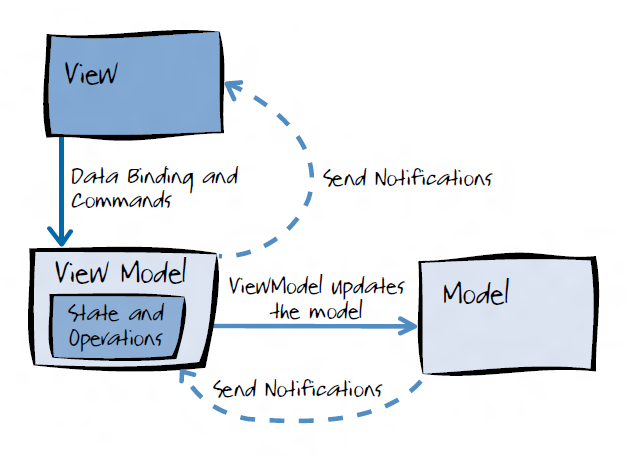 View
Data Binding and
Commands
Send Notifications
View Model
State and
Operations
ViewModel updates
the model
Model
Send Notifications